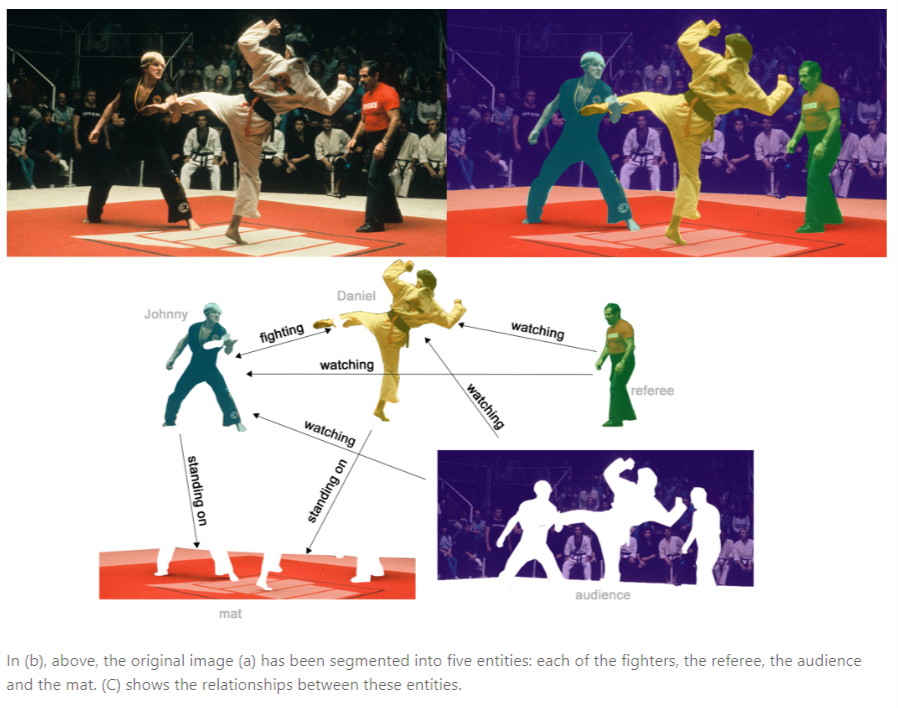 Daniel
Johnny
fighting
watching
watching
referee
watching
watching
standing on
standing on
audience
mat
In (b), above, the original image (a) has been segmented into five entities: each of the fighters, the referee, the audience
and the mat. (C) shows the relationships between these entities.